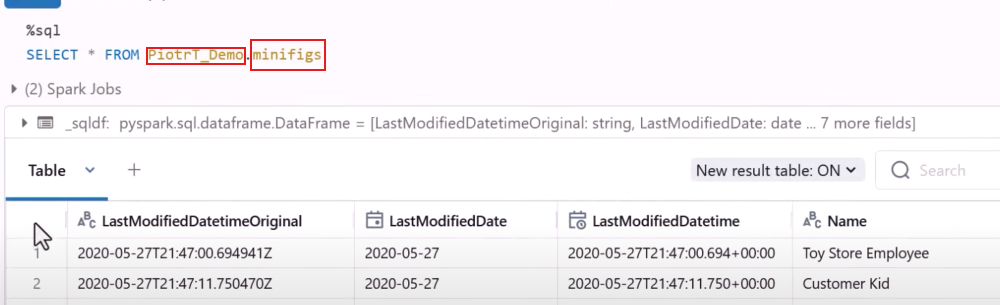 %sql
SELECT * FROM PiotrT_Demo.minifigs
(2) Spark Jobs
_sqldf: pyspark.sql.dataframe.DataFrame = [LastModifiedDatetimeOriginal: string, LastModifiedDate: date ... 7 more fields]
Table + New result table: ON Search
LastModifiedDatetimeOriginal LastModifiedDate LastModifiedDatetime Name
1 2020-05-27T21:47:00.694941Z 2020-05-27 2020-05-27T21:47:00.694+00:00 Toy Store Employee
2 2020-05-27T21:47:11.750470Z 2020-05-27 2020-05-27T21:47:11.750+00:00 Customer Kid